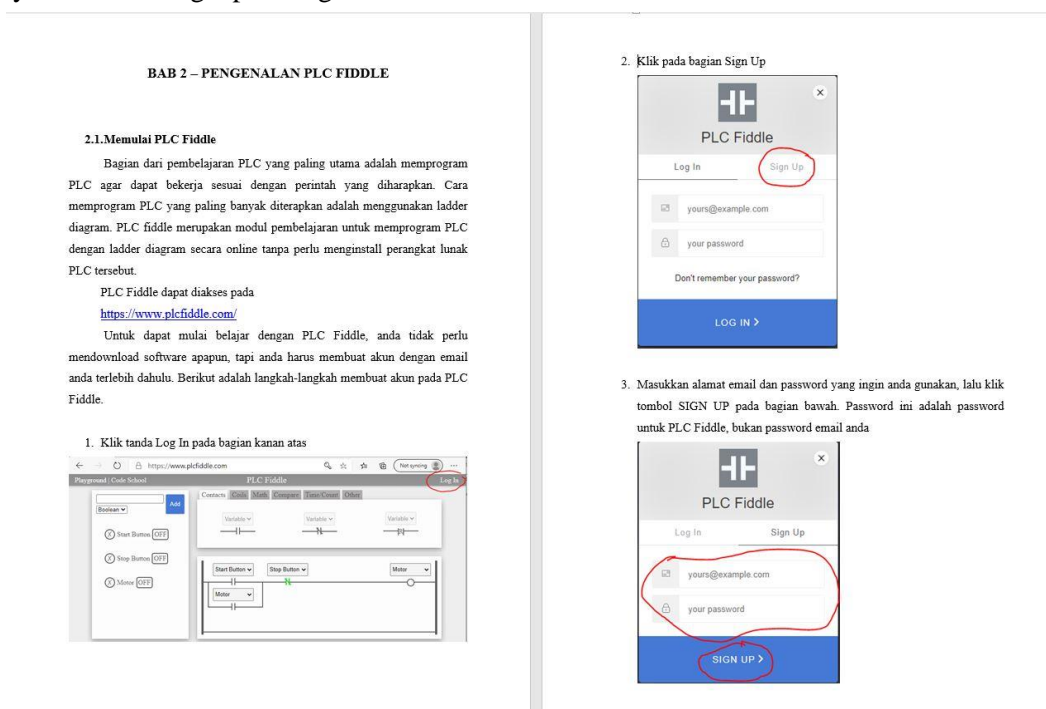 BAB 2 – PENGENALAN PLC FIDDLE
2.1.Memulai PLC Fiddle
Bagian dari pembelajaran PLC yang paling utama adalah memprogram
PLC agar dapat bekerja sesuai dengan perintah yang diharapkan. Cara
memprogram PLC yang paling banyak diterapkan adalah menggunakan ladder
diagram. PLC fiddle merupakan modul pembelajaran untuk memprogram PLC
dengan ladder diagram secara online tanpa perlu menginstall perangkat lunak
PLC tersebut.
PLC Fiddle dapat diakses pada
https://www.plcfiddle.com/
Untuk dapat mulai belajar dengan PLC Fiddle, anda tidak perlu
mendownload software apapun, tapi anda harus membuat akun dengan email
anda terlebih dahulu. Berikut adalah langkah-langkah membuat akun pada PLC
Fiddle.
1. Klik tanda Log In pada bagian kanan atas
https://www.plcfiddle.com
Not syncing
Playground | Code School
PLC Fiddle
Log In
Add
Boolean
Contacts Coils Math Compare Time/Count Other
Variable Variable Variable
Start Button OFF
Stop Button OFF
Motor OFF
Start Button Stop Button Motor
Motor
2. Klik pada bagian Sign Up
PLC Fiddle
Log In Sign Up
yours@example.com
your password
Don't remember your password?
LOG IN >
3. Masukkan alamat email dan password yang ingin anda gunakan, lalu klik
tombol SIGN UP pada bagian bawah. Password ini adalah password
untuk PLC Fiddle, bukan password email anda
PLC Fiddle
Log In Sign Up
yours@example.com
your password
SIGN UP >